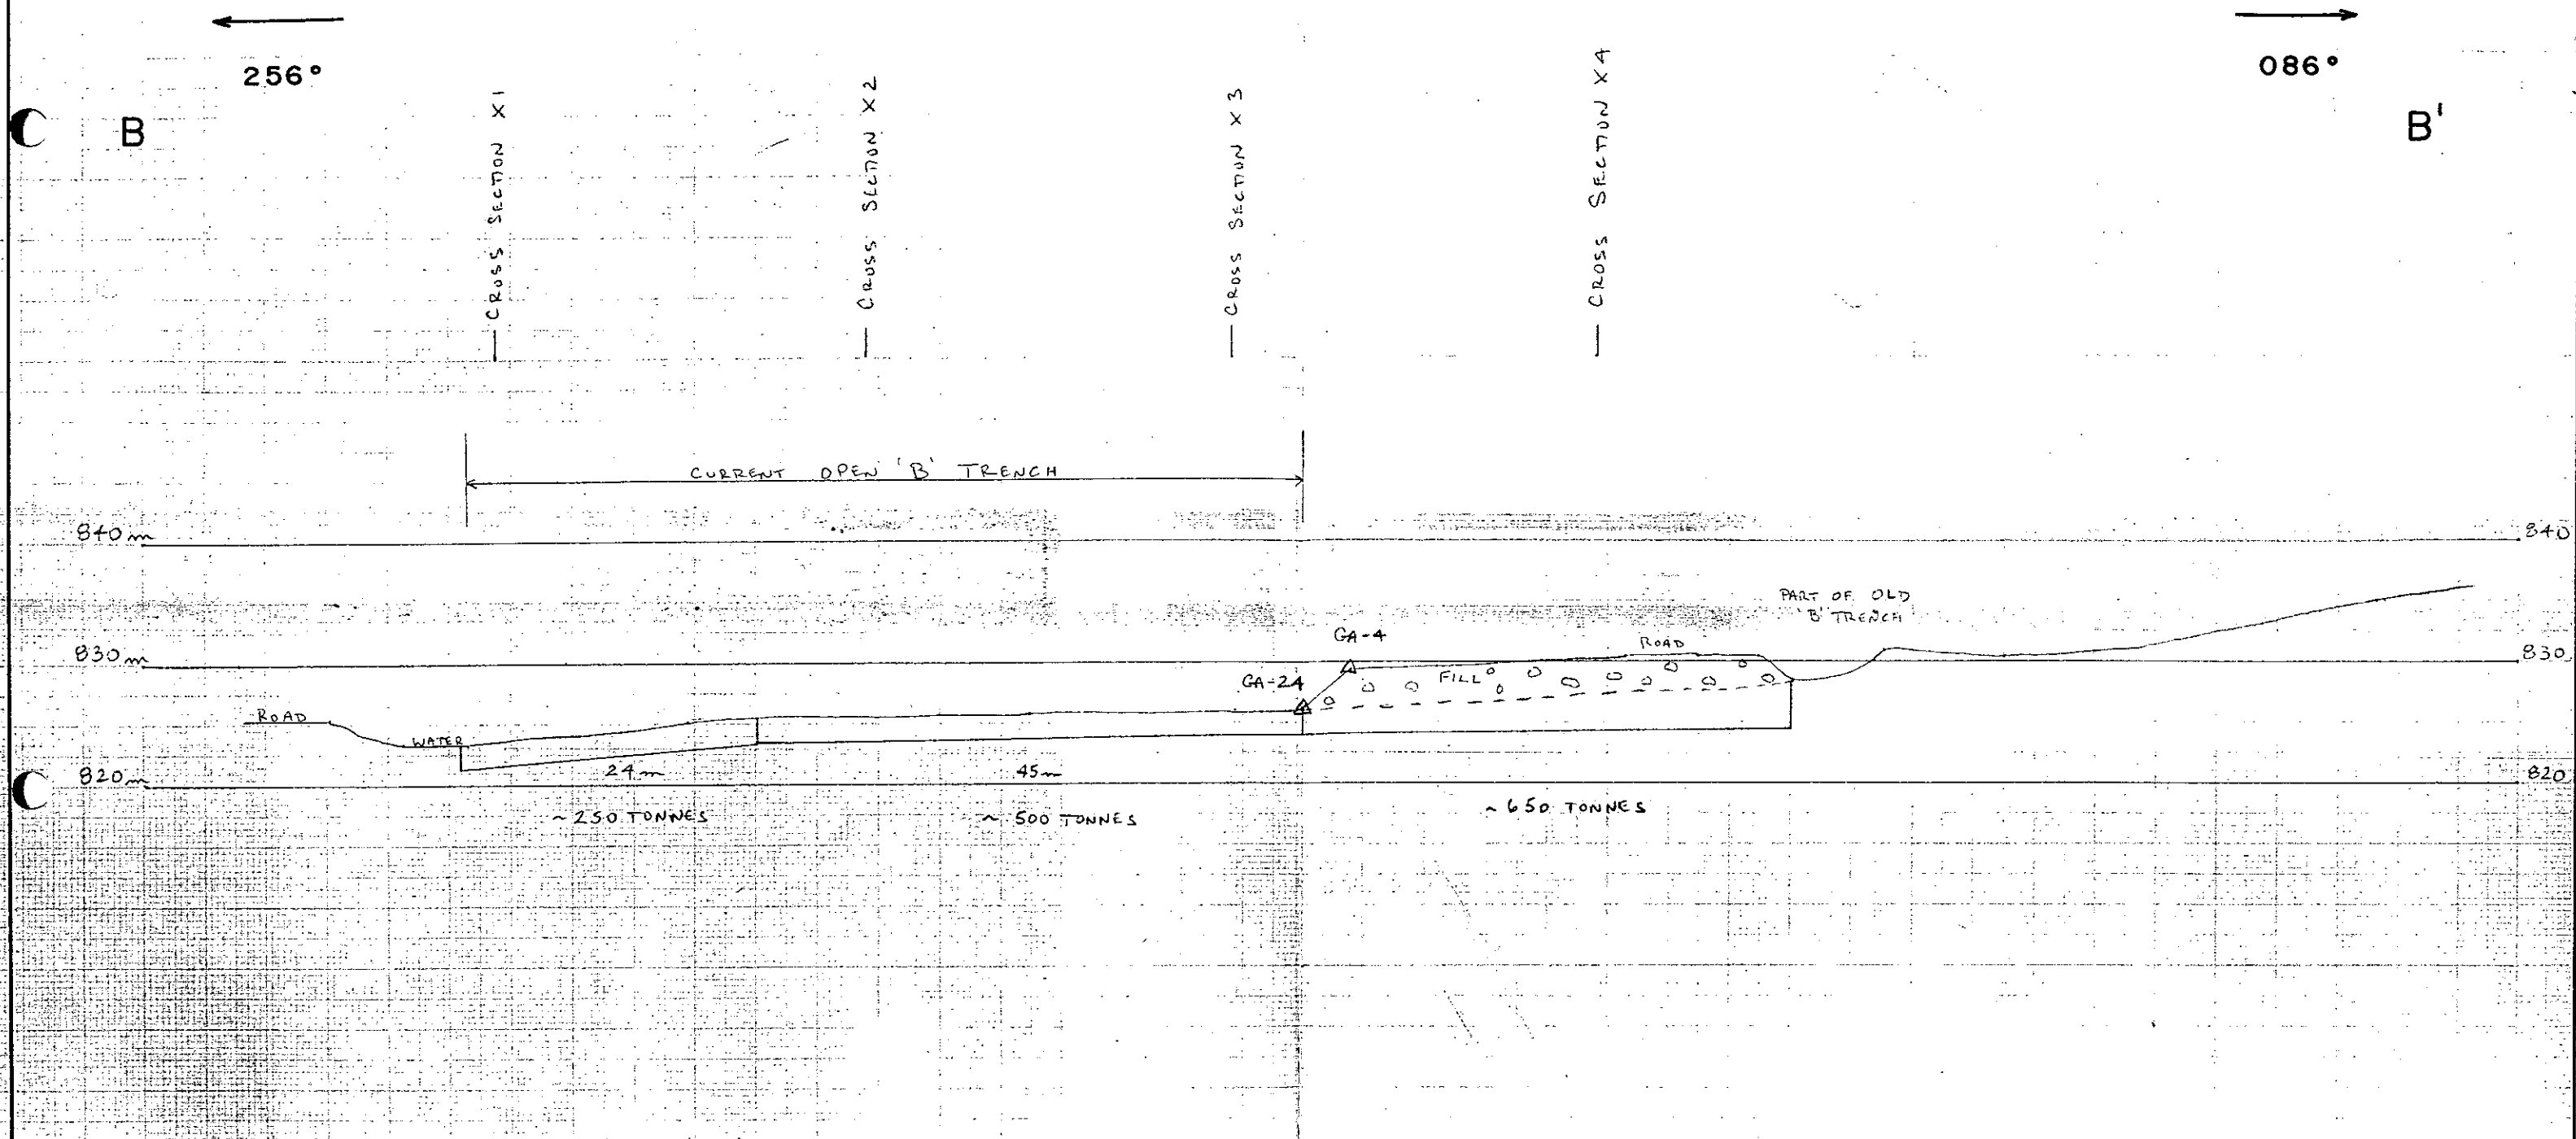 256°
086°
B
B'
CROSS SECTION X1
CROSS SECTION X2
CROSS SECTION X3
CROSS SECTION X4
CURRENT OPEN 'B' TRENCH
840m
840
PART OF OLD
'B' TRENCH
GA-4
ROAD
830m
830
GA-24
FILL
ROAD
WATER
820m
24m
45m
820
~ 250 TONNES
~ 500 TONNES
~ 650 TONNES